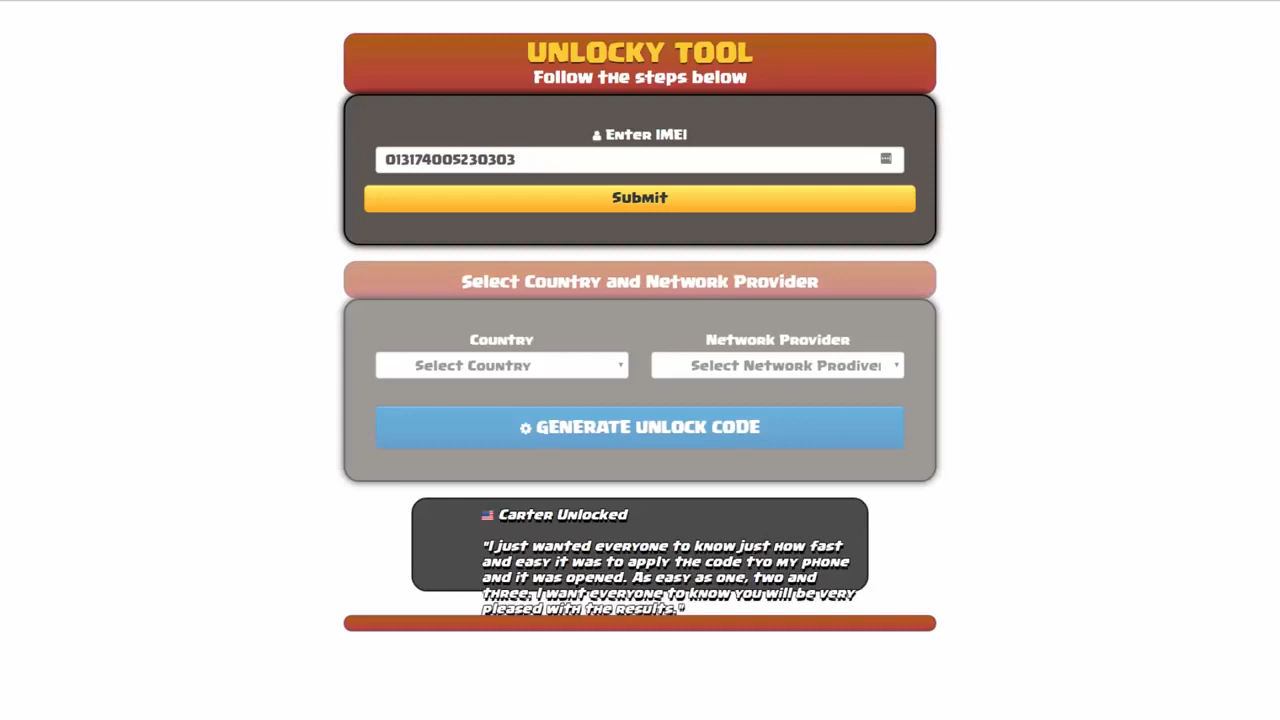 UNLOCKY TOOL
Follow the steps below
Enter IMEI
013174005230303
Submit
Select Country and Network Provider
Country
Network Provider
Select Country
Select Network Prodiver
GENERATE UNLOCK CODE
Carter Unlocked
"I just wanted everyone to know just how fast
and easy it was to apply the code tyo my phone
and it was opened. As easy as one, two and
three. I want everyone to know you will be very
pleased with the results."